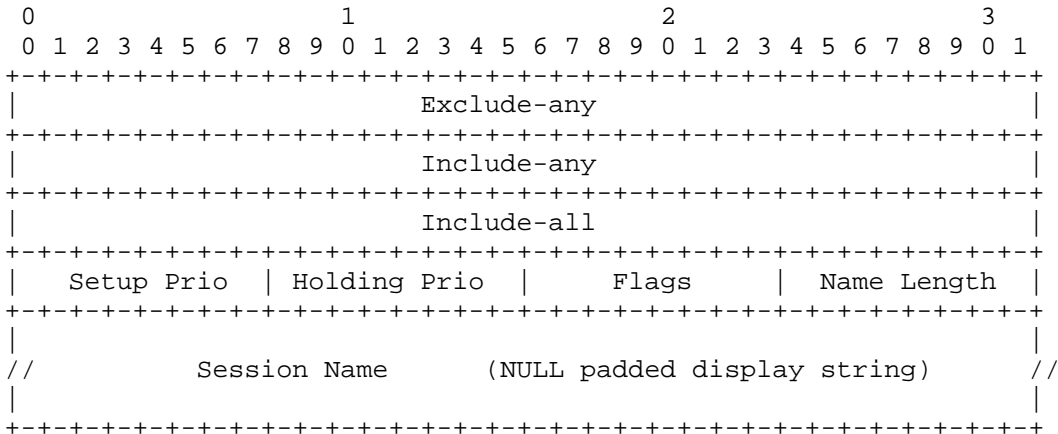 0                   1                   2                   3
 0 1 2 3 4 5 6 7 8 9 0 1 2 3 4 5 6 7 8 9 0 1 2 3 4 5 6 7 8 9 0 1
+-+-+-+-+-+-+-+-+-+-+-+-+-+-+-+-+-+-+-+-+-+-+-+-+-+-+-+-+-+-+-+-+
|                         Exclude-any                           |
+-+-+-+-+-+-+-+-+-+-+-+-+-+-+-+-+-+-+-+-+-+-+-+-+-+-+-+-+-+-+-+-+
|                         Include-any                           |
+-+-+-+-+-+-+-+-+-+-+-+-+-+-+-+-+-+-+-+-+-+-+-+-+-+-+-+-+-+-+-+-+
|                         Include-all                           |
+-+-+-+-+-+-+-+-+-+-+-+-+-+-+-+-+-+-+-+-+-+-+-+-+-+-+-+-+-+-+-+-+
|   Setup Prio  | Holding Prio  |     Flags     |  Name Length  |
+-+-+-+-+-+-+-+-+-+-+-+-+-+-+-+-+-+-+-+-+-+-+-+-+-+-+-+-+-+-+-+-+
|                                                               |
//          Session Name      (NULL padded display string)      //
|                                                               |
+-+-+-+-+-+-+-+-+-+-+-+-+-+-+-+-+-+-+-+-+-+-+-+-+-+-+-+-+-+-+-+-+